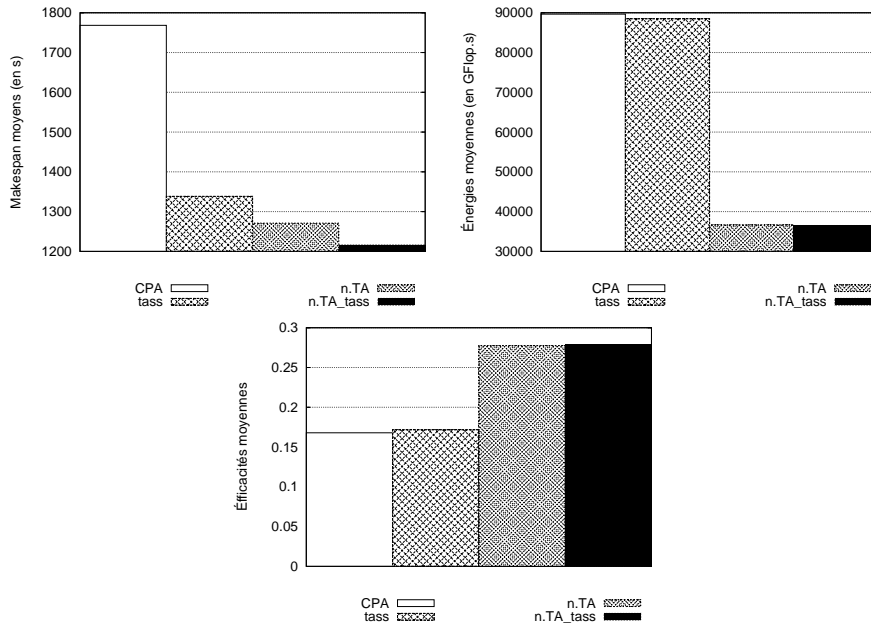 Makespan moyens (en s)
1800
1700
1600
1500
1400
1300
1200
CPA
tass
n.TA
n.TA_tass
Énergies moyennes (en GFlop.s)
90000
80000
70000
60000
50000
40000
30000
CPA
tass
n.TA
n.TA_tass
Éfficacités moyennes
0.3
0.25
0.2
0.15
0.1
0.05
0
CPA
tass
n.TA
n.TA_tass